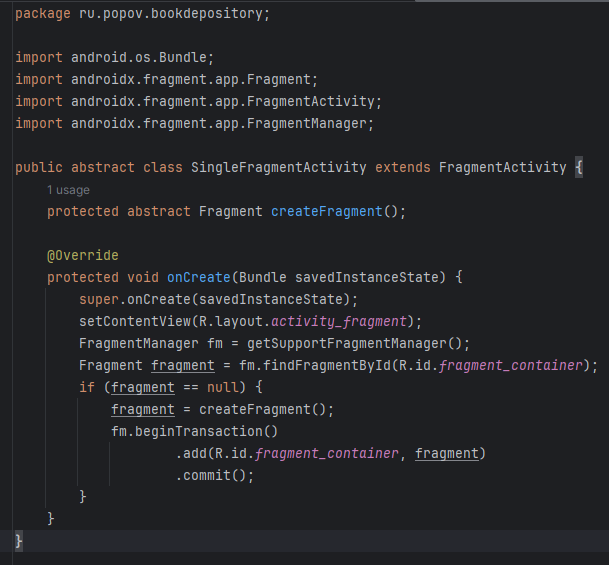 package ru.popov.bookdepository;
import android.os.Bundle;
import androidx.fragment.app.Fragment;
import androidx.fragment.app.FragmentActivity;
import androidx.fragment.app.FragmentManager;
public abstract class SingleFragmentActivity extends FragmentActivity {
1 usage
protected abstract Fragment createFragment();
@Override
protected void onCreate(Bundle savedInstanceState) {
super.onCreate(savedInstanceState);
setContentView(R.layout.activity_fragment);
FragmentManager fm = getSupportFragmentManager();
Fragment fragment = fm.findFragmentById(R.id.fragment_container);
if (fragment == null) {
fragment = createFragment();
fm.beginTransaction()
.add(R.id.fragment_container, fragment)
.commit();
}
}
}